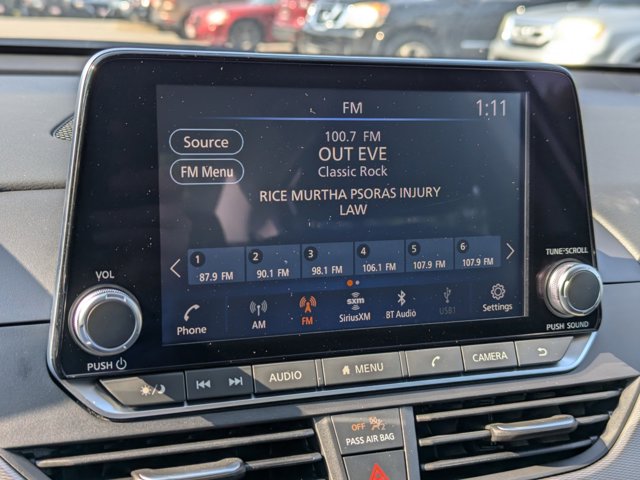 FM
1:11
Source
FM Menu
100.7 FM
OUT EVE
Classic Rock
RICE MURTHA PSORAS INJURY
LAW
1 2 3 4 5 6
87.9 FM 90.1 FM 98.1 FM 106.1 FM 107.9 FM 107.9 FM
Phone AM FM sxm SiriusXM BT Audio USB1 Settings
VOL
PUSH
TUNE•SCROLL
PUSH SOUND
AUDIO MENU CAMERA
OFF
PASS AIR BAG